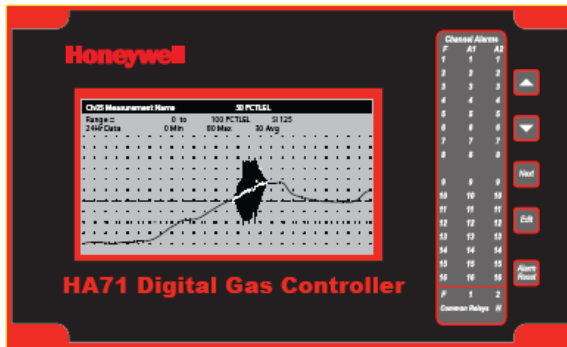 Honeywell
Ch05 Measurement Name 50 PCTLEL
Range = 0 to 100 PCTLEL SI 125
24Hr Data 0 Min 80 Max 30 Avg
HA71 Digital Gas Controller
Channel Alarms
F A1 A2
1 1 1
2 2 2
3 3 3
4 4 4
5 5 5
6 6 6
7 7 7
8 8 8
9 9 9
10 10 10
11 11 11
12 12 12
13 13 13
14 14 14
15 15 15
16 16 16
F 1 2
Common Relays H
Next
Edit
Alarm
Reset